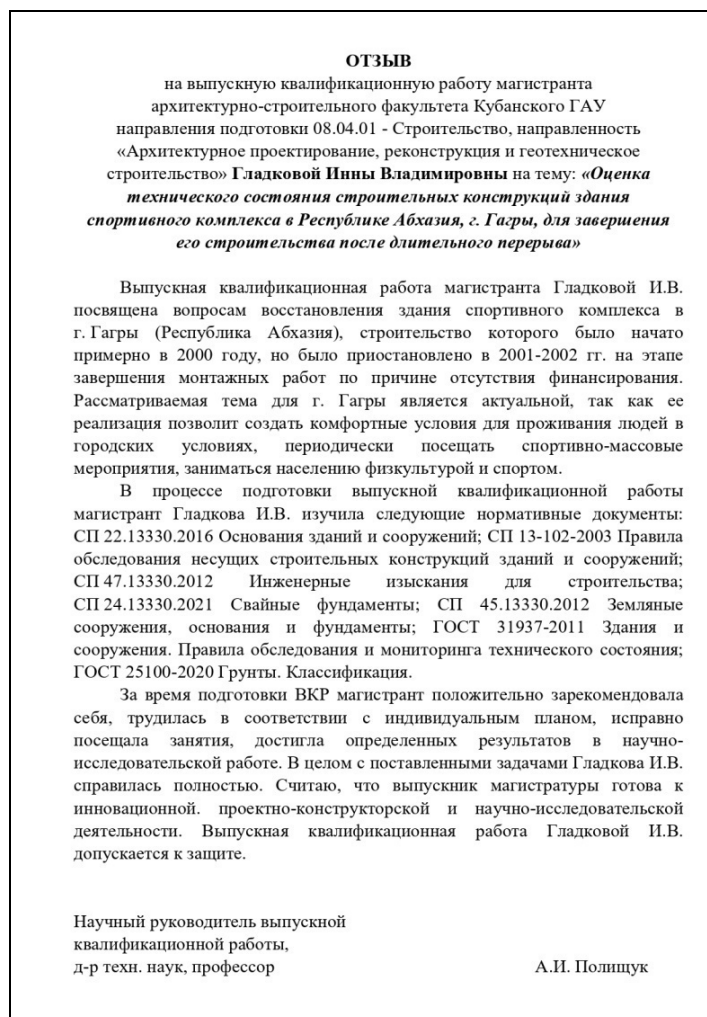 ОТЗЫВ
на выпускную квалификационную работу магистранта
архитектурно-строительного факультета Кубанского ГАУ
направления подготовки 08.04.01 - Строительство, направленность
«Архитектурное проектирование, реконструкция и геотехническое
строительство» Гладковой Инны Владимировны на тему: «Оценка
технического состояния строительных конструкций здания
спортивного комплекса в Республике Абхазия, г. Гагры, для завершения
его строительства после длительного перерыва»
Выпускная квалификационная работа магистранта Гладковой И.В.
посвящена вопросам восстановления здания спортивного комплекса в
г. Гагры (Республика Абхазия), строительство которого было начато
примерно в 2000 году, но было приостановлено в 2001-2002 гг. на этапе
завершения монтажных работ по причине отсутствия финансирования.
Рассматриваемая тема для г. Гагры является актуальной, так как ее
реализация позволит создать комфортные условия для проживания людей в
городских условиях, периодически посещать спортивно-массовые
мероприятия, заниматься населению физкультурой и спортом.
В процессе подготовки выпускной квалификационной работы
магистрант Гладкова И.В. изучила следующие нормативные документы:
СП 22.13330.2016 Основания зданий и сооружений; СП 13-102-2003 Правила
обследования несущих строительных конструкций зданий и сооружений;
СП 47.13330.2012 Инженерные изыскания для строительства;
СП 24.13330.2021 Свайные фундаменты; СП 45.13330.2012 Земляные
сооружения, основания и фундаменты; ГОСТ 31937-2011 Здания и
сооружения. Правила обследования и мониторинга технического состояния;
ГОСТ 25100-2020 Грунты. Классификация.
За время подготовки ВКР магистрант положительно зарекомендовала
себя, трудилась в соответствии с индивидуальным планом, исправно
посещала занятия, достигла определенных результатов в научно-
исследовательской работе. В целом с поставленными задачами Гладкова И.В.
справилась полностью. Считаю, что выпускник магистратуры готова к
инновационной. проектно-конструкторской и научно-исследовательской
деятельности. Выпускная квалификационная работа Гладковой И.В.
допускается к защите.
Научный руководитель выпускной
квалификационной работы,
д-р техн. наук, профессор А.И. Полищук